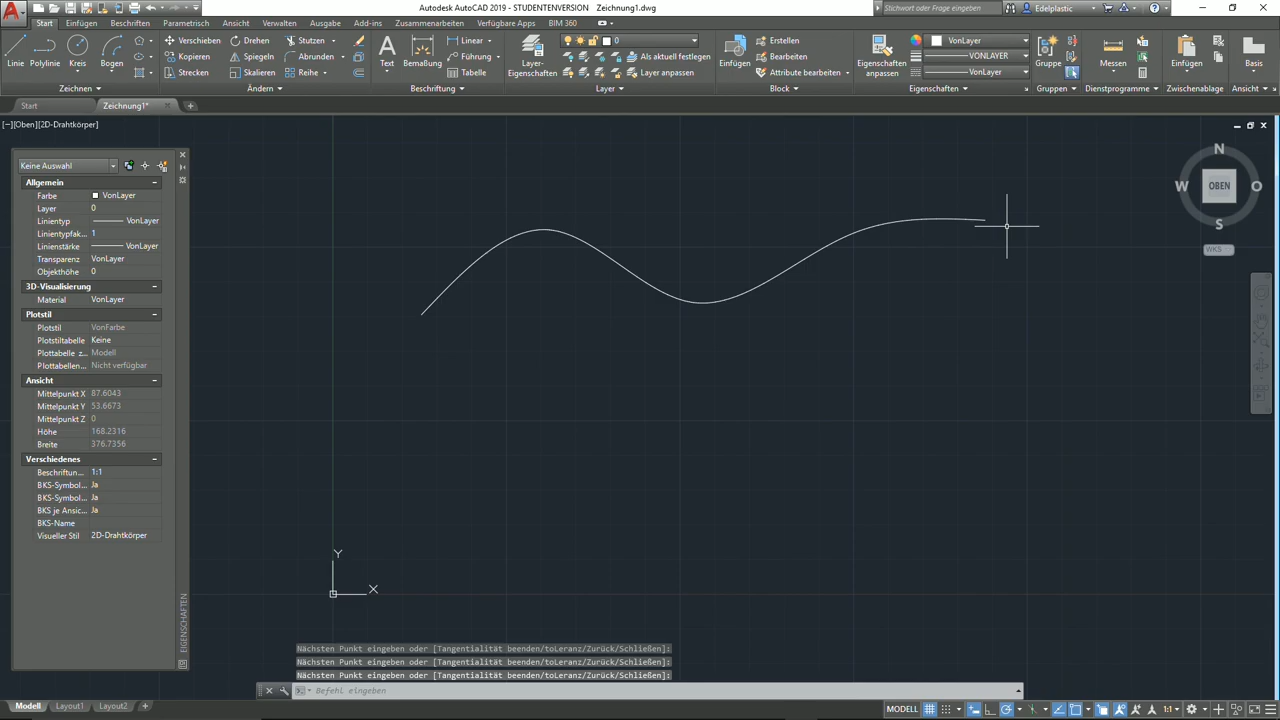 Autodesk AutoCAD 2019 - STUDENTENVERSION Zeichnung1.dwg
Stichwort oder Frage eingeben
Edelplastic
Start Einfügen Beschriften Parametrisch Ansicht Verwalten Ausgabe Add-ins Zusammenarbeiten Verfügbare Apps BIM 360
Linie Polylinie Kreis Bogen
Verschieben Drehen Stutzen
Kopieren Spiegeln Abrunden
Strecken Skalieren Reihe
Text Bemaßung
Linear
Führung
Tabelle
Layer-
Eigenschaften
0
Als aktuell festlegen
Layer anpassen
Einfügen
Erstellen
Bearbeiten
Attribute bearbeiten
Eigenschaften
anpassen
VonLayer
VONLAYER
VonLayer
Gruppe
Messen
Einfügen
Basis
Zeichnen Ändern Beschriftung Layer Block Eigenschaften Gruppen Dienstprogramme Zwischenablage Ansicht
Start Zeichnung1*
[−][Oben][2D-Drahtkörper]
Keine Auswahl
Allgemein
Farbe VonLayer
Layer 0
Linientyp VonLayer
Linientypfak... 1
Linienstärke VonLayer
Transparenz VonLayer
Objekthöhe 0
3D-Visualisierung
Material VonLayer
Plotstil
Plotstil VonFarbe
Plotstiltabelle Keine
Plottabelle z... Modell
Plottabellen... Nicht verfügbar
Ansicht
Mittelpunkt X 87.6043
Mittelpunkt Y 53.6673
Mittelpunkt Z 0
Höhe 168.2316
Breite 376.7356
Verschiedenes
Beschriftun... 1:1
BKS-Symbol... Ja
BKS-Symbol... Ja
BKS je Ansic... Ja
BKS-Name
Visueller Stil 2D-Drahtkörper
EIGENSCHAFTEN
N
W OBEN O
S
WKS
Y
X
Nächsten Punkt eingeben oder [Tangentialität beenden/toLeranz/Zurück/Schließen]:
Nächsten Punkt eingeben oder [Tangentialität beenden/toLeranz/Zurück/Schließen]:
Nächsten Punkt eingeben oder [Tangentialität beenden/toLeranz/Zurück/Schließen]:
Befehl eingeben
Modell Layout1 Layout2
MODELL 1:1